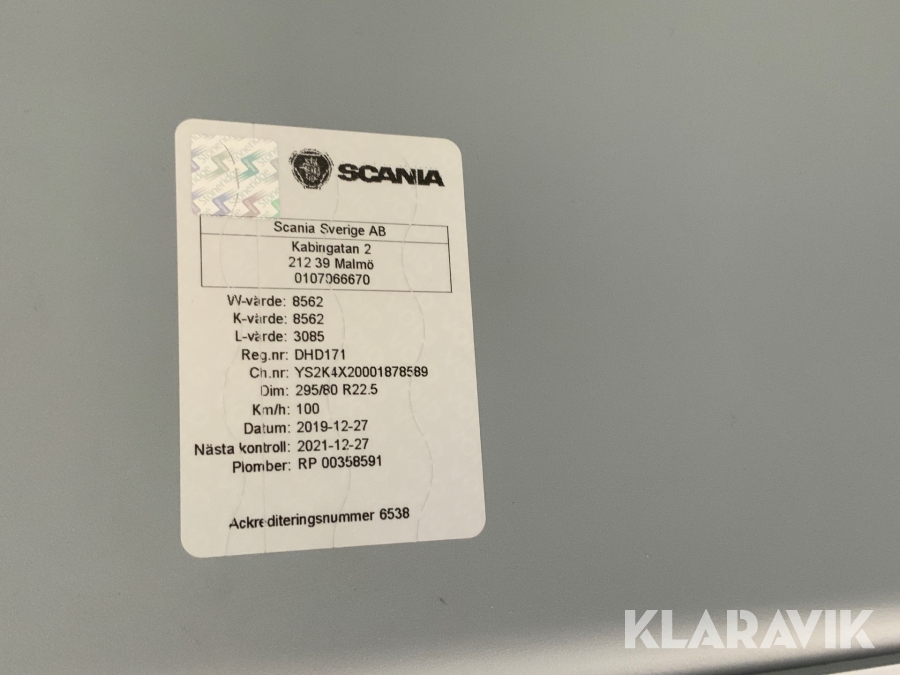 SCANIA
Scania Sverige AB
Kabingatan 2
212 39 Malmö
0107066670
W-värde: 8562
K-värde: 8562
L-värde: 3085
Reg.nr: DHD171
Ch.nr: YS2K4X20001878589
Dim: 295/80 R22.5
Km/h: 100
Datum: 2019-12-27
Nästa kontroll: 2021-12-27
Plomber: RP 00358591
Ackrediteringsnummer 6538
KLARAVIK